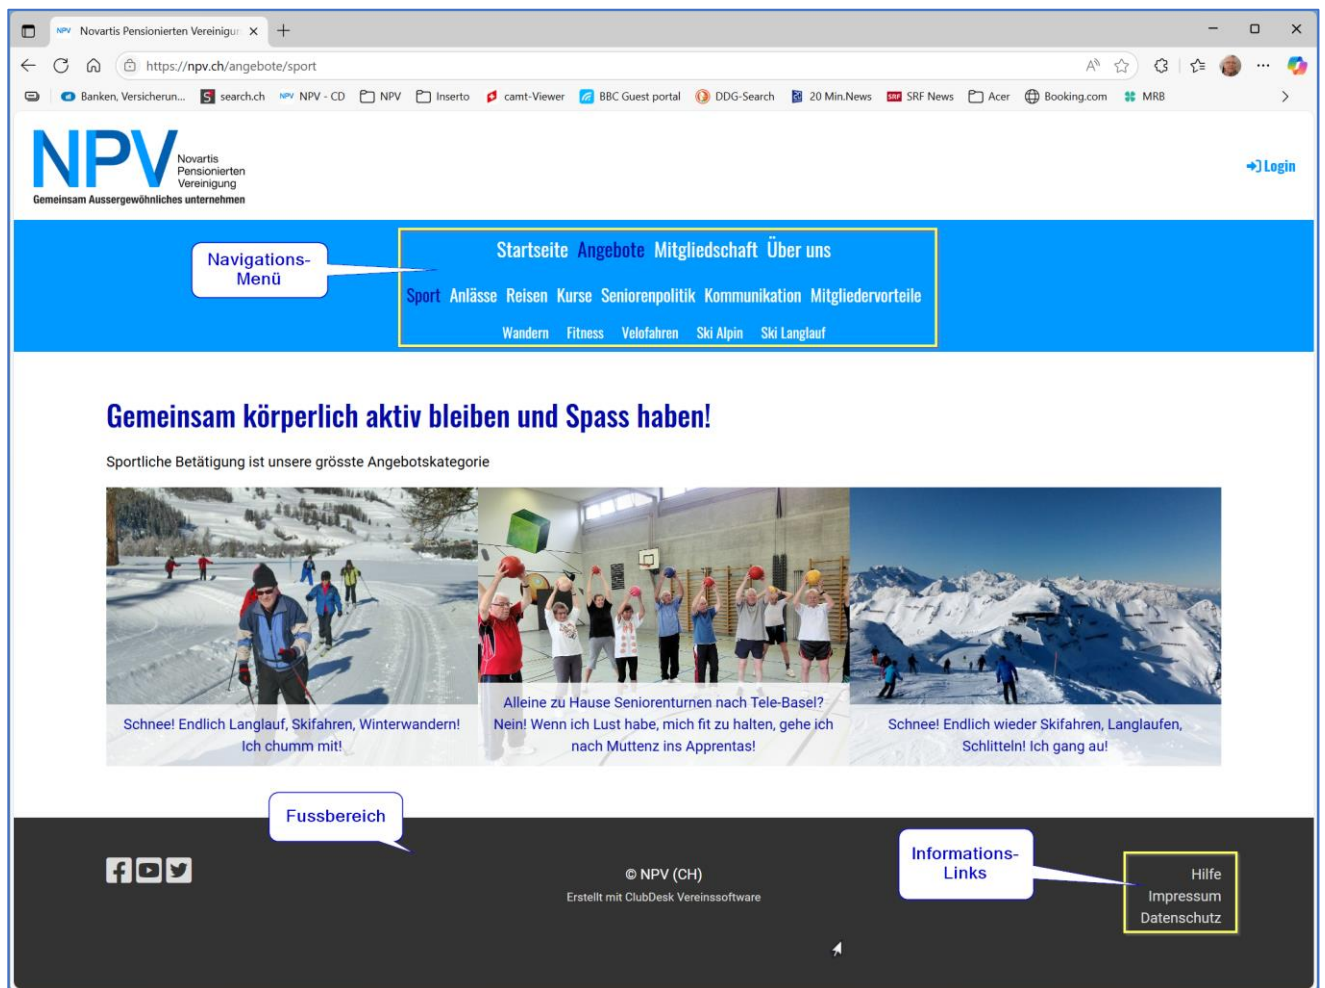 NPV Novartis Pensionierten Vereinigun
https://npv.ch/angebote/sport
Banken, Versicherun... search.ch NPV NPV - CD NPV Inserto camt-Viewer BBC Guest portal DDG-Search 20 Min.News SRF SRF News Acer Booking.com MRB
NPV
Novartis
Pensionierten
Vereinigung
Gemeinsam Aussergewöhnliches unternehmen
Login
Navigations-
Menü
Startseite Angebote Mitgliedschaft Über uns
Sport Anlässe Reisen Kurse Seniorenpolitik Kommunikation Mitgliedervorteile
Wandern Fitness Velofahren Ski Alpin Ski Langlauf
Gemeinsam körperlich aktiv bleiben und Spass haben!
Sportliche Betätigung ist unsere grösste Angebotskategorie
Schnee! Endlich Langlauf, Skifahren, Winterwandern!
Ich chumm mit!
Alleine zu Hause Seniorenturnen nach Tele-Basel?
Nein! Wenn ich Lust habe, mich fit zu halten, gehe ich
nach Muttenz ins Apprentas!
Schnee! Endlich wieder Skifahren, Langlaufen,
Schlitteln! Ich gang au!
Fussbereich
© NPV (CH)
Erstellt mit ClubDesk Vereinssoftware
Informations-
Links
Hilfe
Impressum
Datenschutz